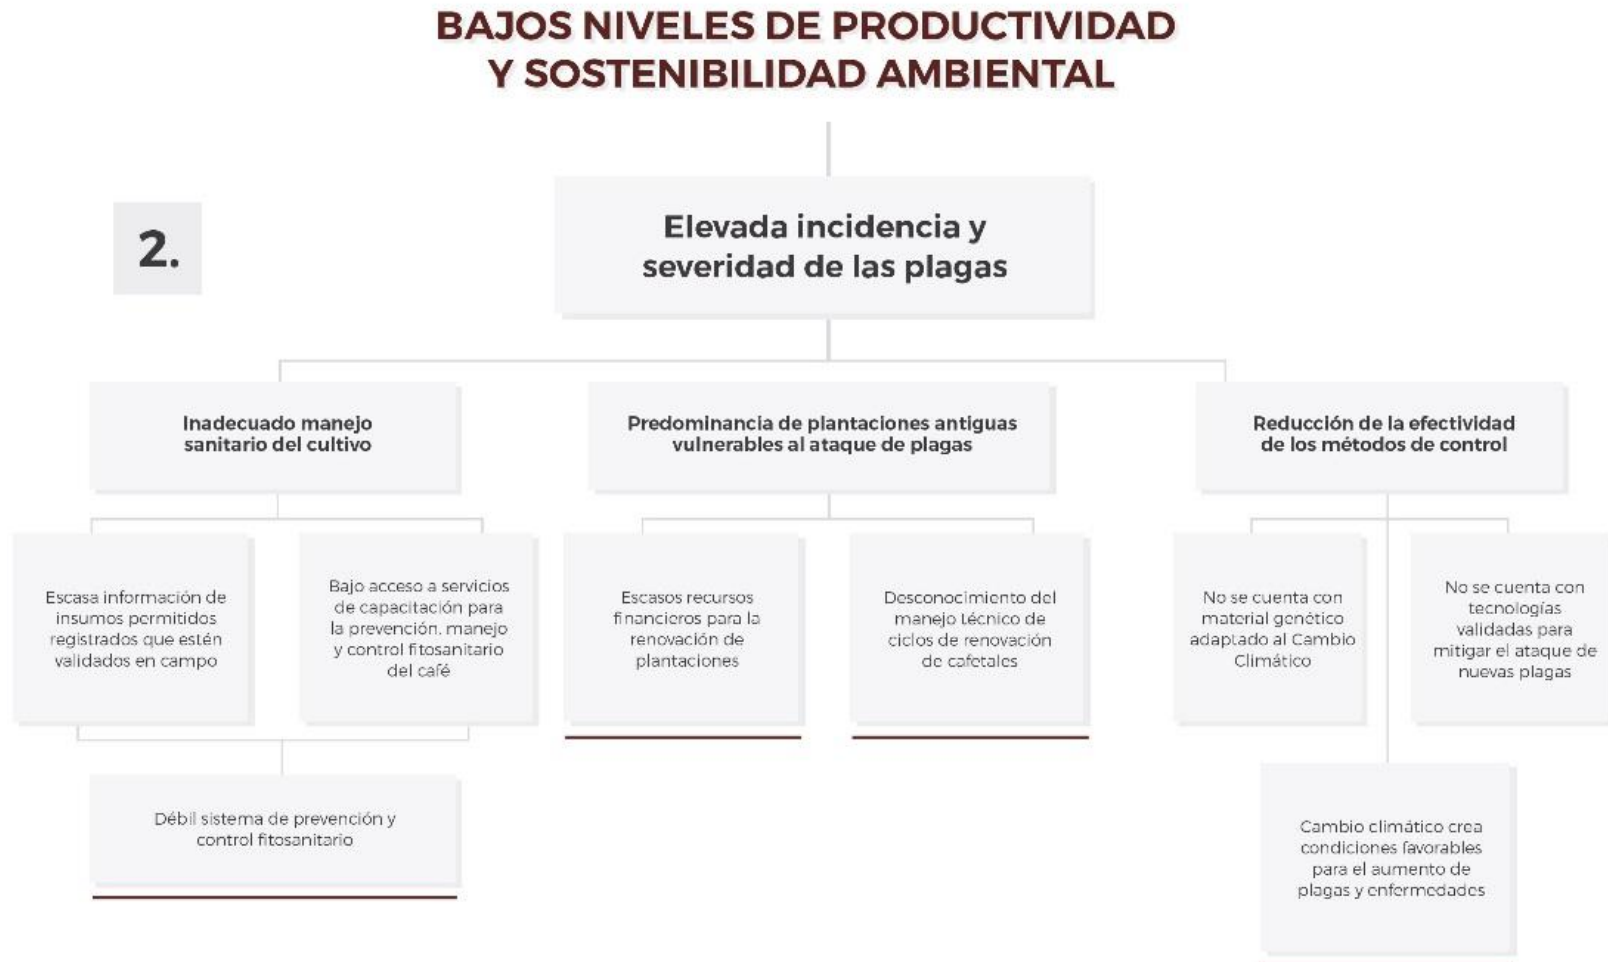 BAJOS NIVELES DE PRODUCTIVIDAD
Y SOSTENIBILIDAD AMBIENTAL
2.
Elevada incidencia y
severidad de las plagas
Inadecuado manejo
sanitario del cultivo
Predominancia de plantaciones antiguas
vulnerables al ataque de plagas
Reducción de la efectividad
de los métodos de control
Escasa información de
insumos permitidos
registrados que estén
validados en campo
Bajo acceso a servicios
de capacitación para
la prevención, manejo
y control fitosanitario
del café
Escasos recursos
financieros para la
renovación de
plantaciones
Desconocimiento del
manejo técnico de
ciclos de renovación
de cafetales
No se cuenta con
material genético
adaptado al Cambio
Climático
No se cuenta con
tecnologías
validadas para
mitigar el ataque de
nuevas plagas
Débil sistema de prevención y
control fitosanitario
Cambio climático crea
condiciones favorables
para el aumento de
plagas y enfermedades